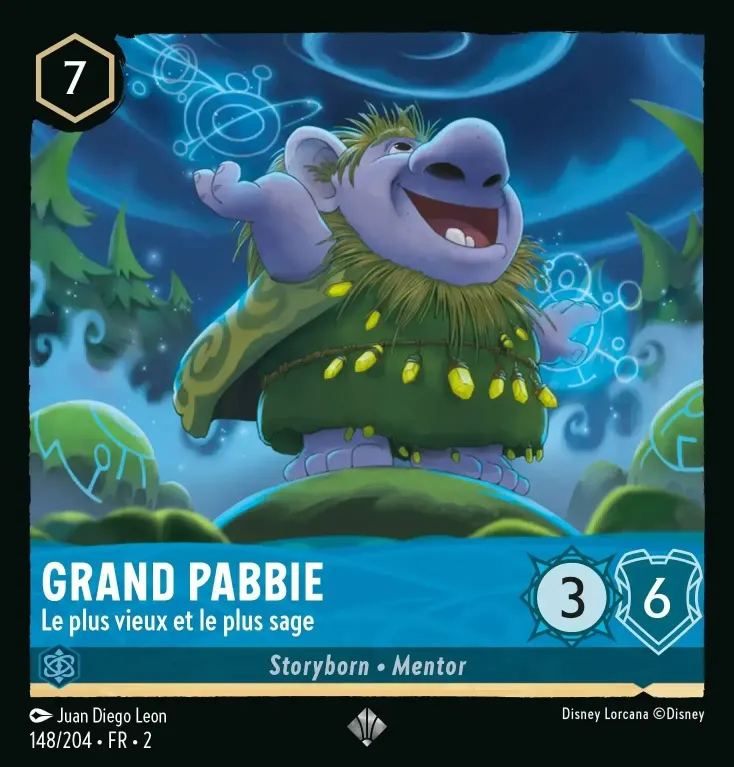 7
GRAND PABBIE
Le plus vieux et le plus sage
3
6
Storyborn • Mentor
Juan Diego Leon
Disney Lorcana ©Disney
148/204 • FR • 2